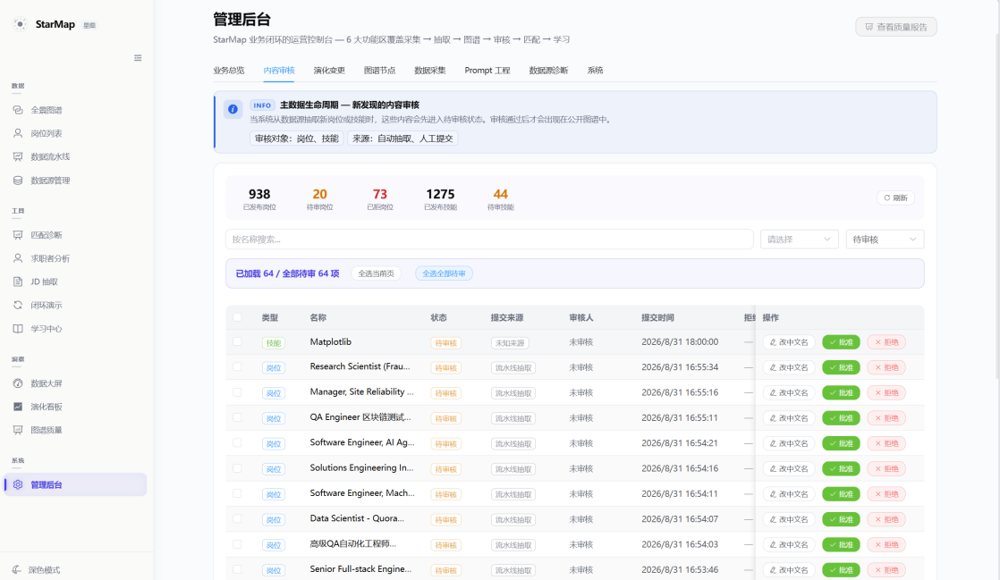 StarMap 星图
数据
全景图谱
岗位列表
数据流水线
数据源管理
工具
匹配诊断
求职者分析
JD 抽取
闭环演示
学习中心
洞察
数据大屏
演化看板
图谱质量
系统
管理后台
深色模式
管理后台
StarMap 业务闭环的运营控制台 — 6 大功能区覆盖采集 → 抽取 → 图谱 → 审核 → 匹配 → 学习
查看质量报告
业务总览 内容审核 演化变更 图谱节点 数据采集 Prompt 工程 数据源诊断 系统
INFO 主数据生命周期 — 新发现的内容审核
当系统从数据源抽取新岗位或技能时，这些内容会先进入待审核状态。审核通过后才会出现在公开图谱中。
审核对象：岗位、技能 来源：自动抽取、人工提交
938 20 73 1275 44
已发布岗位 待审岗位 已拒岗位 已发布技能 待审技能
刷新
按名称搜索... 请选择 待审核
已加载 64 / 全部待审 64 项 全选当前页 全选全部待审
类型 名称 状态 提交来源 审核人 提交时间 拒绝 操作
技能 Matplotlib 待审核 未知来源 未审核 2026/8/31 18:00:00 — 改中文名 批准 拒绝
岗位 Research Scientist (Frau... 待审核 流水线抽取 未审核 2026/8/31 16:55:34 — 改中文名 批准 拒绝
岗位 Manager, Site Reliability ... 待审核 流水线抽取 未审核 2026/8/31 16:55:16 — 改中文名 批准 拒绝
岗位 QA Engineer 区块链测试... 待审核 流水线抽取 未审核 2026/8/31 16:55:11 — 改中文名 批准 拒绝
岗位 Software Engineer, AI Ag... 待审核 流水线抽取 未审核 2026/8/31 16:54:21 — 改中文名 批准 拒绝
岗位 Solutions Engineering In... 待审核 流水线抽取 未审核 2026/8/31 16:54:16 — 改中文名 批准 拒绝
岗位 Software Engineer, Mach... 待审核 流水线抽取 未审核 2026/8/31 16:54:11 — 改中文名 批准 拒绝
岗位 Data Scientist - Quora... 待审核 流水线抽取 未审核 2026/8/31 16:54:07 — 改中文名 批准 拒绝
岗位 高级QA自动化工程师... 待审核 流水线抽取 未审核 2026/8/31 16:54:03 — 改中文名 批准 拒绝
岗位 Senior Full-stack Engine... 待审核 流水线抽取 未审核 2026/8/31 16:53:46 — 改中文名 批准 拒绝